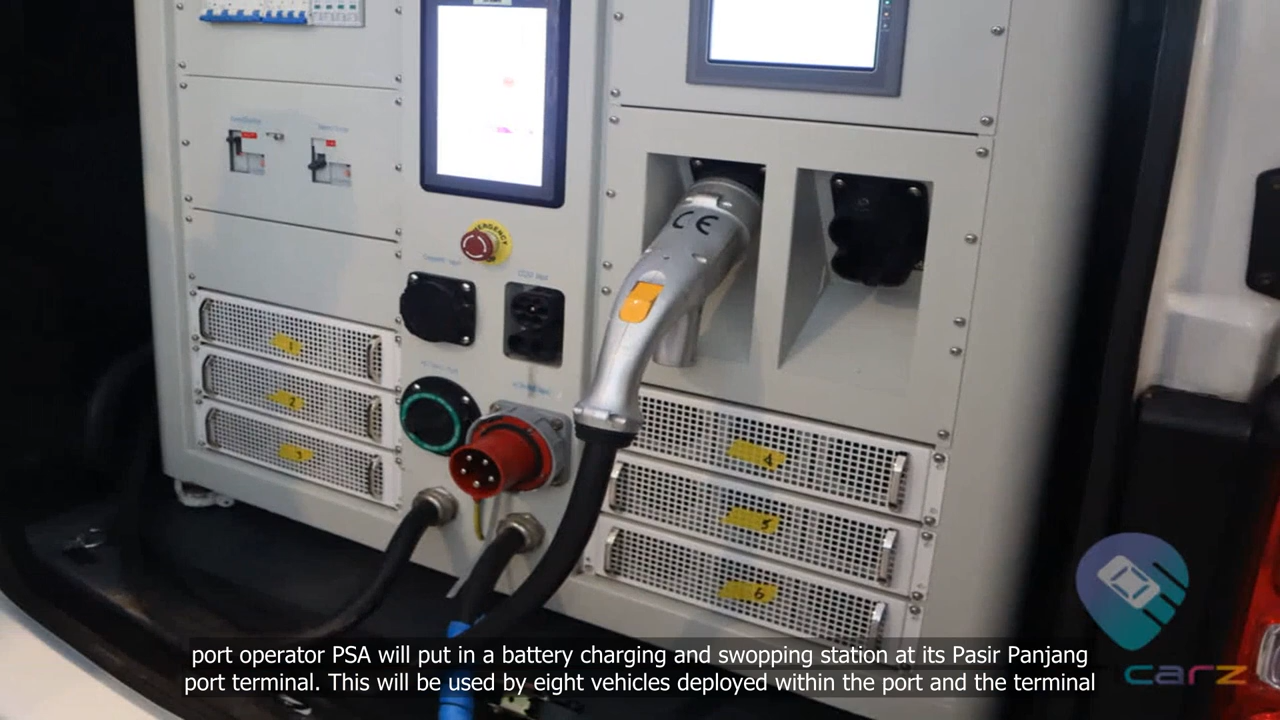 EMERGENCY
CE
1
2
3
4
5
6
carz
port operator PSA will put in a battery charging and swopping station at its Pasir Panjang
port terminal. This will be used by eight vehicles deployed within the port and the terminal